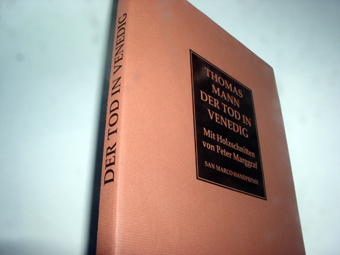 DER TOD IN VENEDIG
THOMAS
MANN
DER TOD IN
VENEDIG
Mit Holzschnitten
von Peter Marggraf
SAN MARCO HANDPRESSE